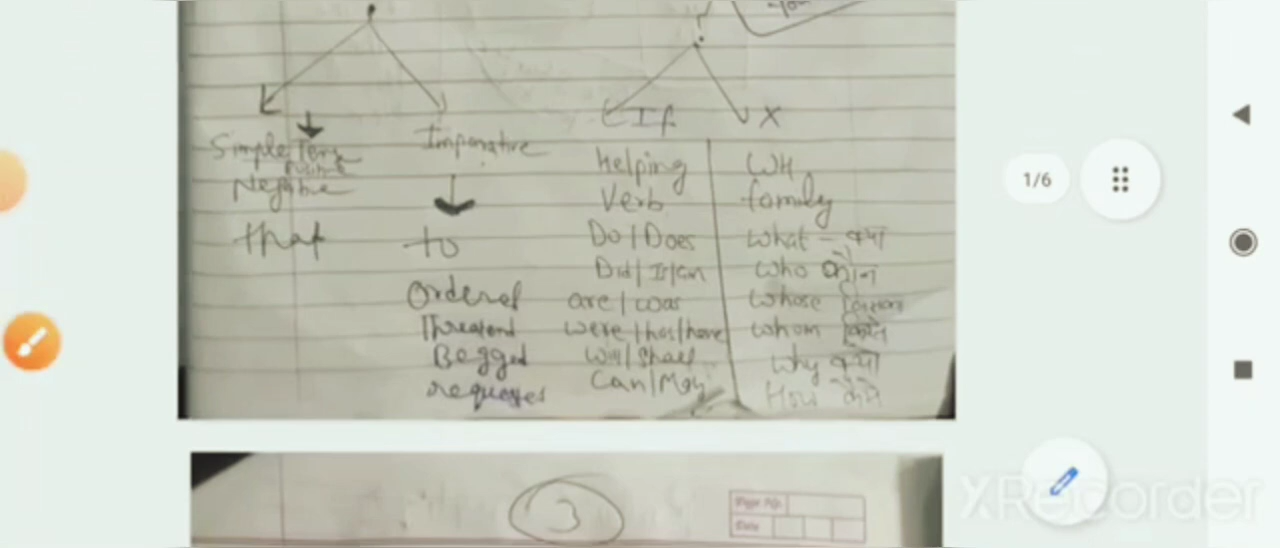 ?
If
X
Simple
Imperative
Negative
that
to
Ordered
Threatend
Begged
requested
Helping
Verb
Do/Does
Did/Is/am
are/was
were/has/have
Will/Shall
Can/May
WH
family
What - क्या
Who कौन
Whose किसका
Whom किसने
Why क्यो
How कैसे
1/6
3
Page No.
Date
XRecorder